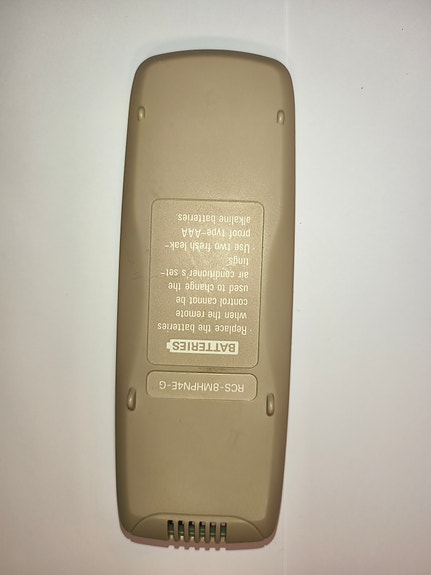 RCS-8MHPN4E-G
BATTERIES
· Replace the batteries
when the remote
control cannot be
used to change the
air conditioner's set-
tings
· Use two fresh leak-
proof type-AAA
alkaline batteries.